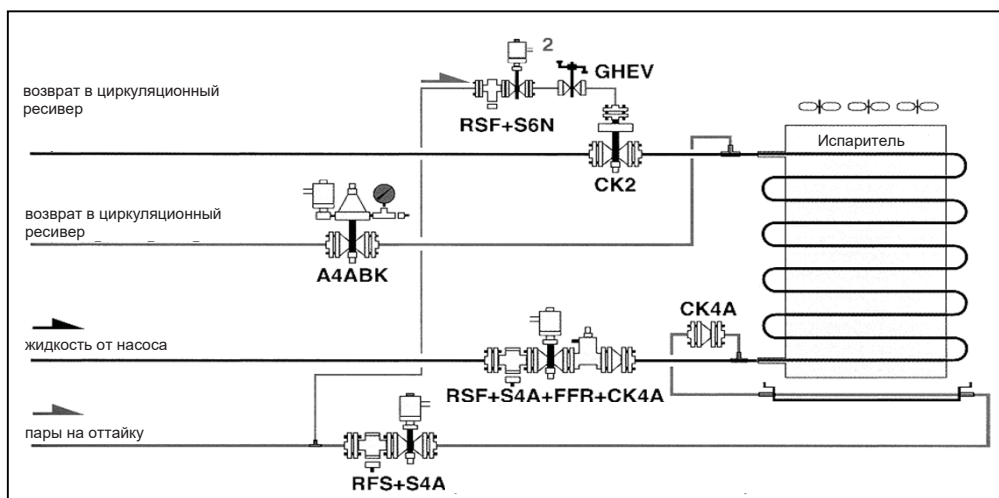 2
GHEV
возврат в циркуляционный
ресивер
RSF+S6N
Испаритель
CK2
возврат в циркуляционный
ресивер
A4ABK
CK4A
жидкость от насоса
RSF+S4A+FFR+CK4A
пары на оттайку
RFS+S4A